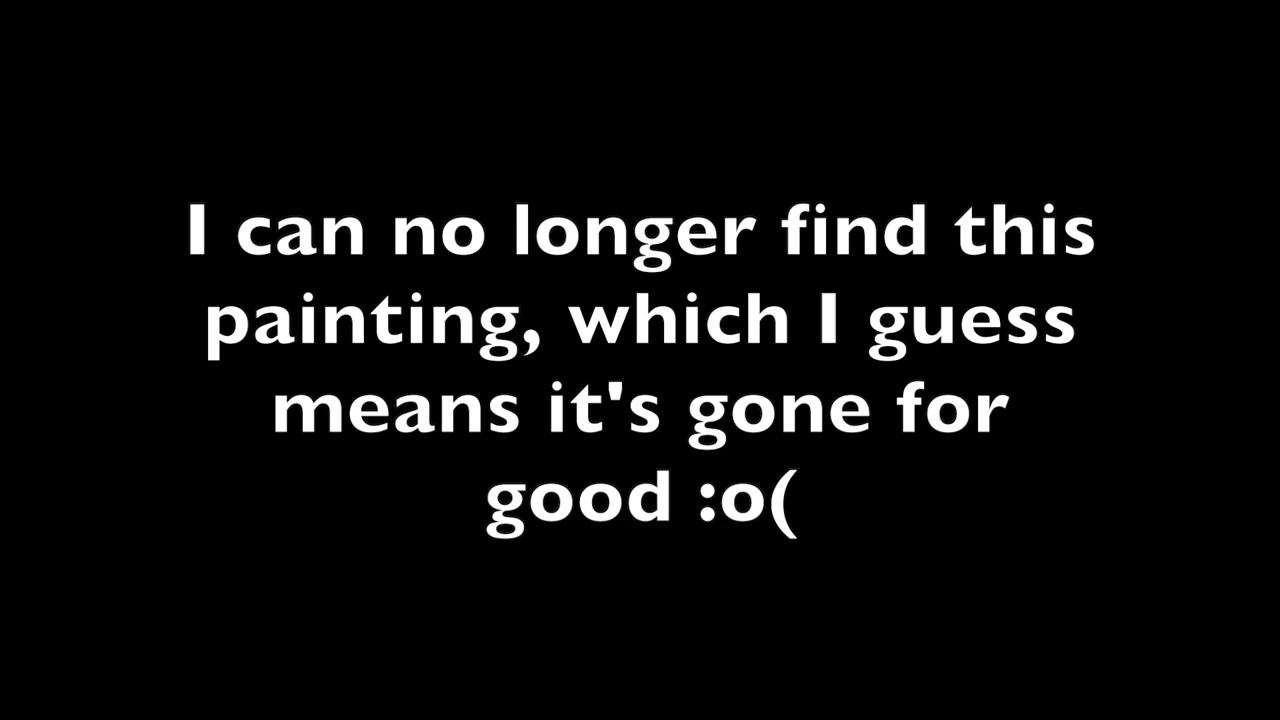 I can no longer find this
painting, which I guess
means it's gone for
good :o(